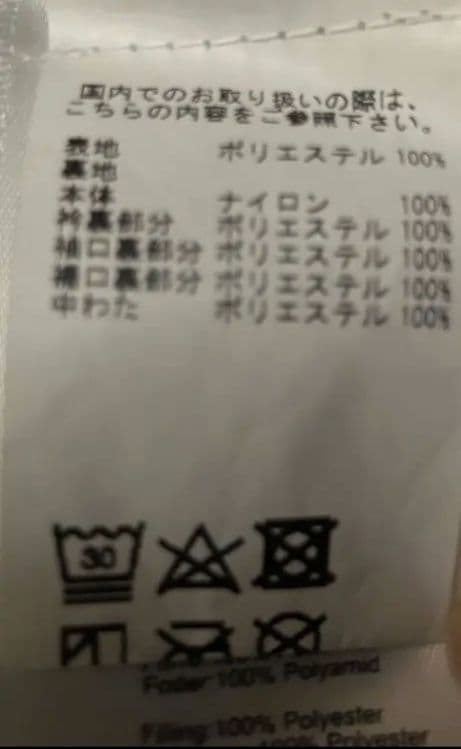 国内でのお取り扱いの際は、
こちらの内容をご参照下さい。
表地 ポリエステル 100%
裏地
本体 ナイロン 100%
衿裏部分 ポリエステル 100%
袖口裏部分 ポリエステル 100%
裾口裏部分 ポリエステル 100%
中わた ポリエステル 100%
30
Futter:100% Polyamid
Filling:100% Polyester
100% Polyester